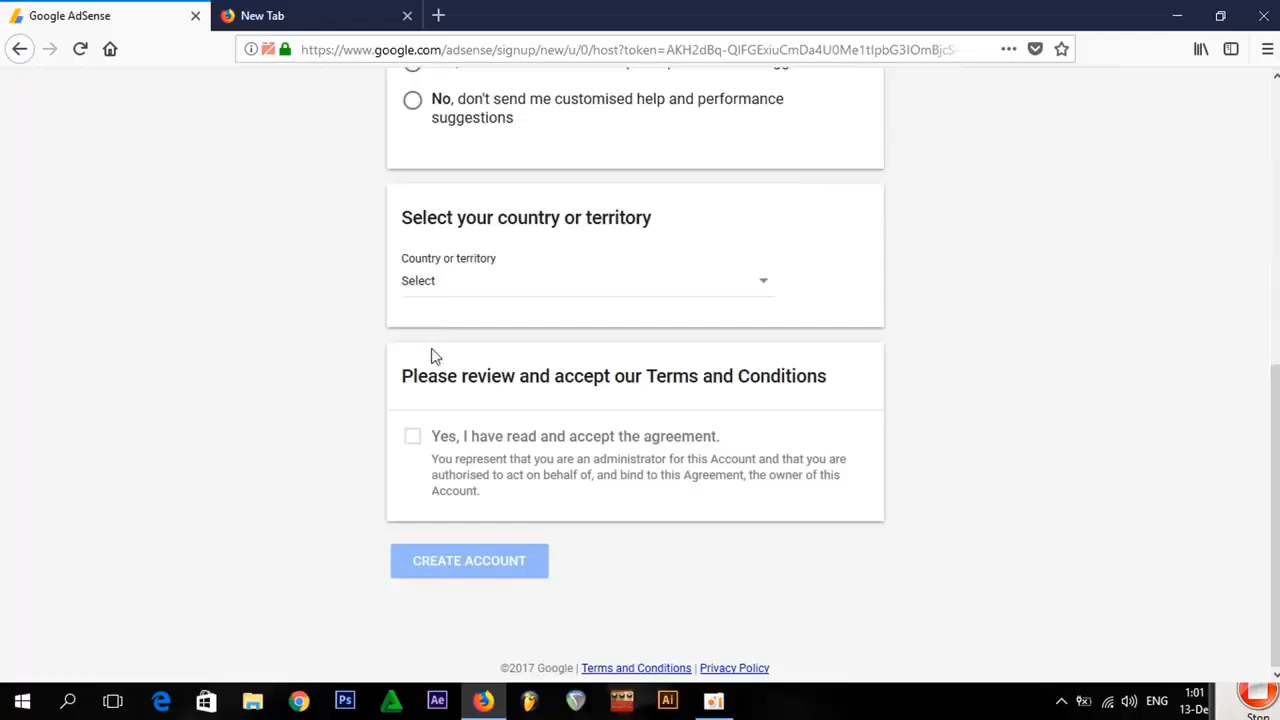 Google AdSense
New Tab
https://www.google.com/adsense/signup/new/u/0/host?token=AKH2dBq-QIFGExiuCmDa4U0Me1tIpbG3IOmBjcS
No, don't send me customised help and performance
suggestions
Select your country or territory
Country or territory
Select
Please review and accept our Terms and Conditions
Yes, I have read and accept the agreement.
You represent that you are an administrator for this Account and that you are
authorised to act on behalf of, and bind to this Agreement, the owner of this
Account.
CREATE ACCOUNT
©2017 Google | Terms and Conditions | Privacy Policy
Ps
Ae
Ai
ENG
1:01
13-De
Stop